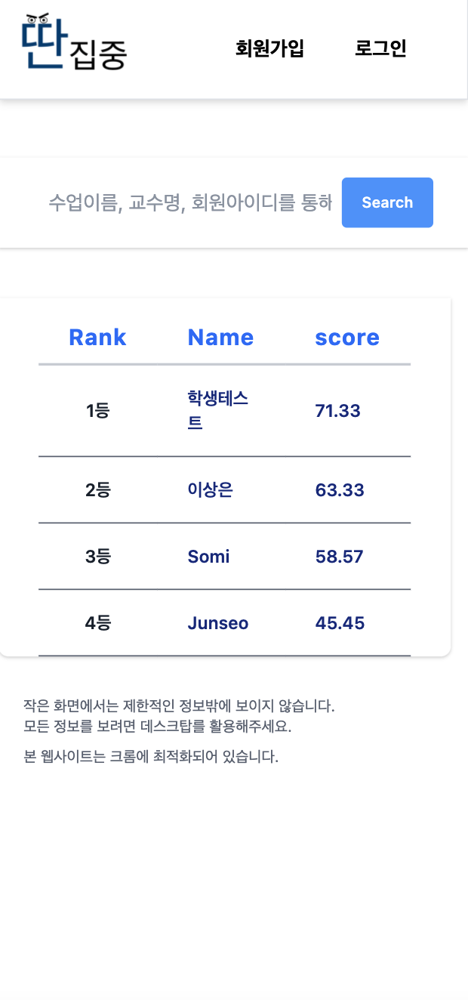 딴집중
회원가입 로그인
수업이름, 교수명, 회원아이디를 통해
Search
Rank Name score
1등 학생테스트 71.33
2등 이상은 63.33
3등 Somi 58.57
4등 Junseo 45.45
작은 화면에서는 제한적인 정보밖에 보이지 않습니다.
모든 정보를 보려면 데스크탑를 활용해주세요.
본 웹사이트는 크롬에 최적화되어 있습니다.